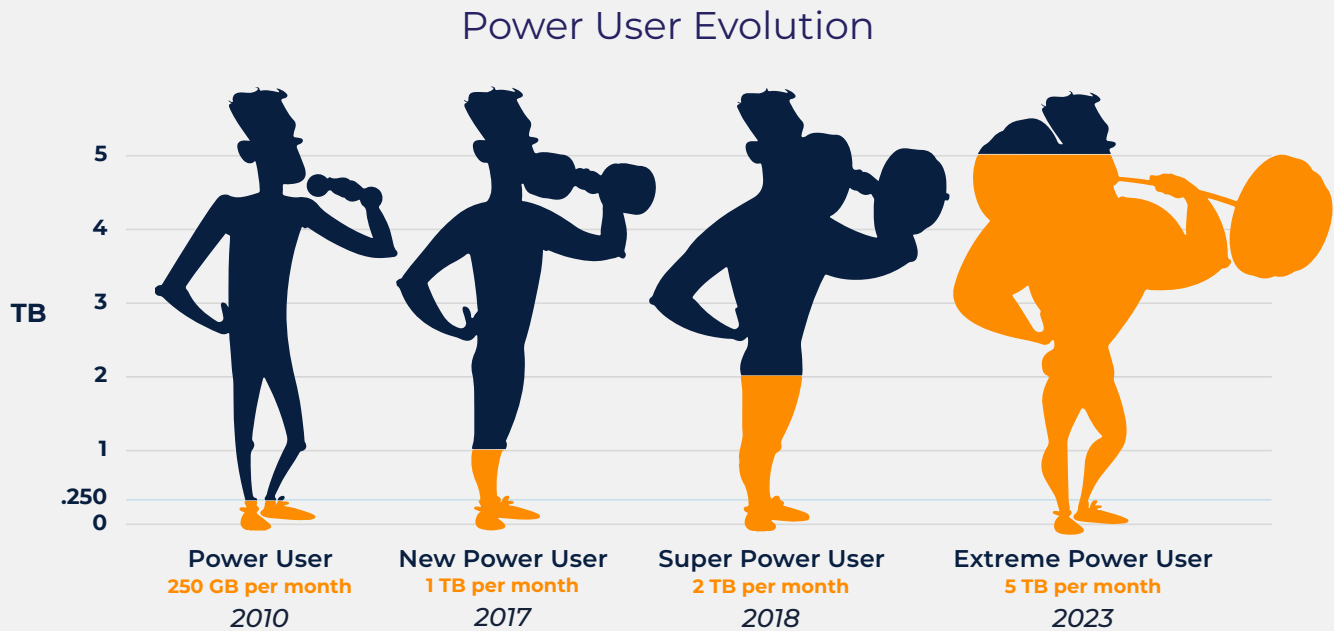 Power User Evolution
5
4
3
TB
2
1
.250
0
Power User
250 GB per month
2010
New Power User
1 TB per month
2017
Super Power User
2 TB per month
2018
Extreme Power User
5 TB per month
2023